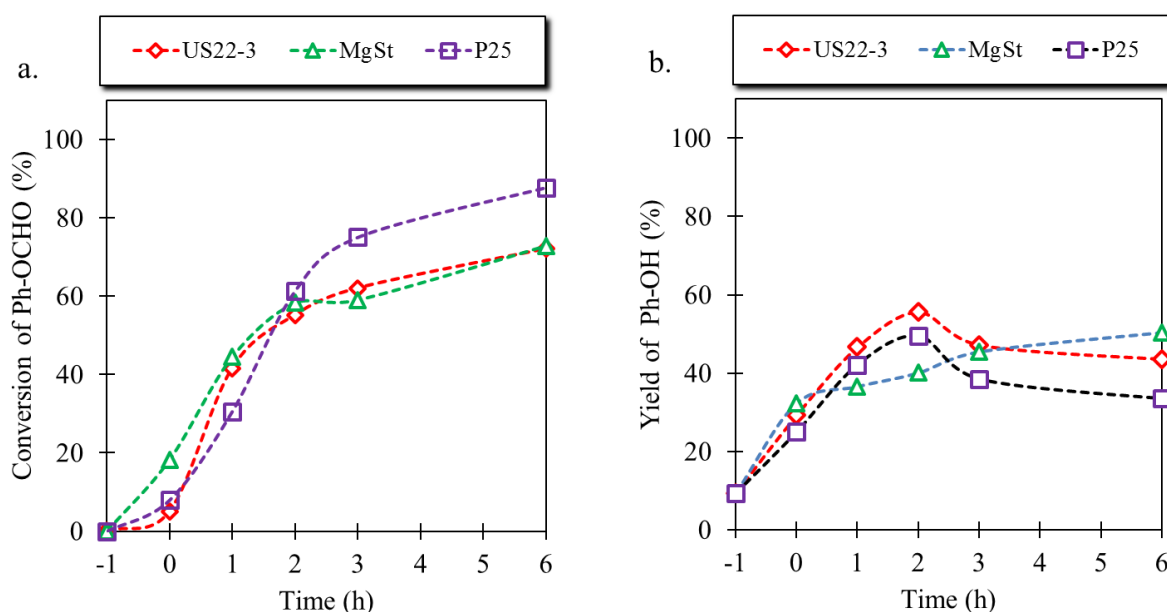 a.
US22-3 MgSt P25
Conversion of Ph-OCHO (%)
100
80
60
40
20
0
-1 0 1 2 3 4 5 6
Time (h)
b.
US22-3 MgSt P25
Yield of Ph-OH (%)
100
80
60
40
20
0
-1 0 1 2 3 4 5 6
Time (h)